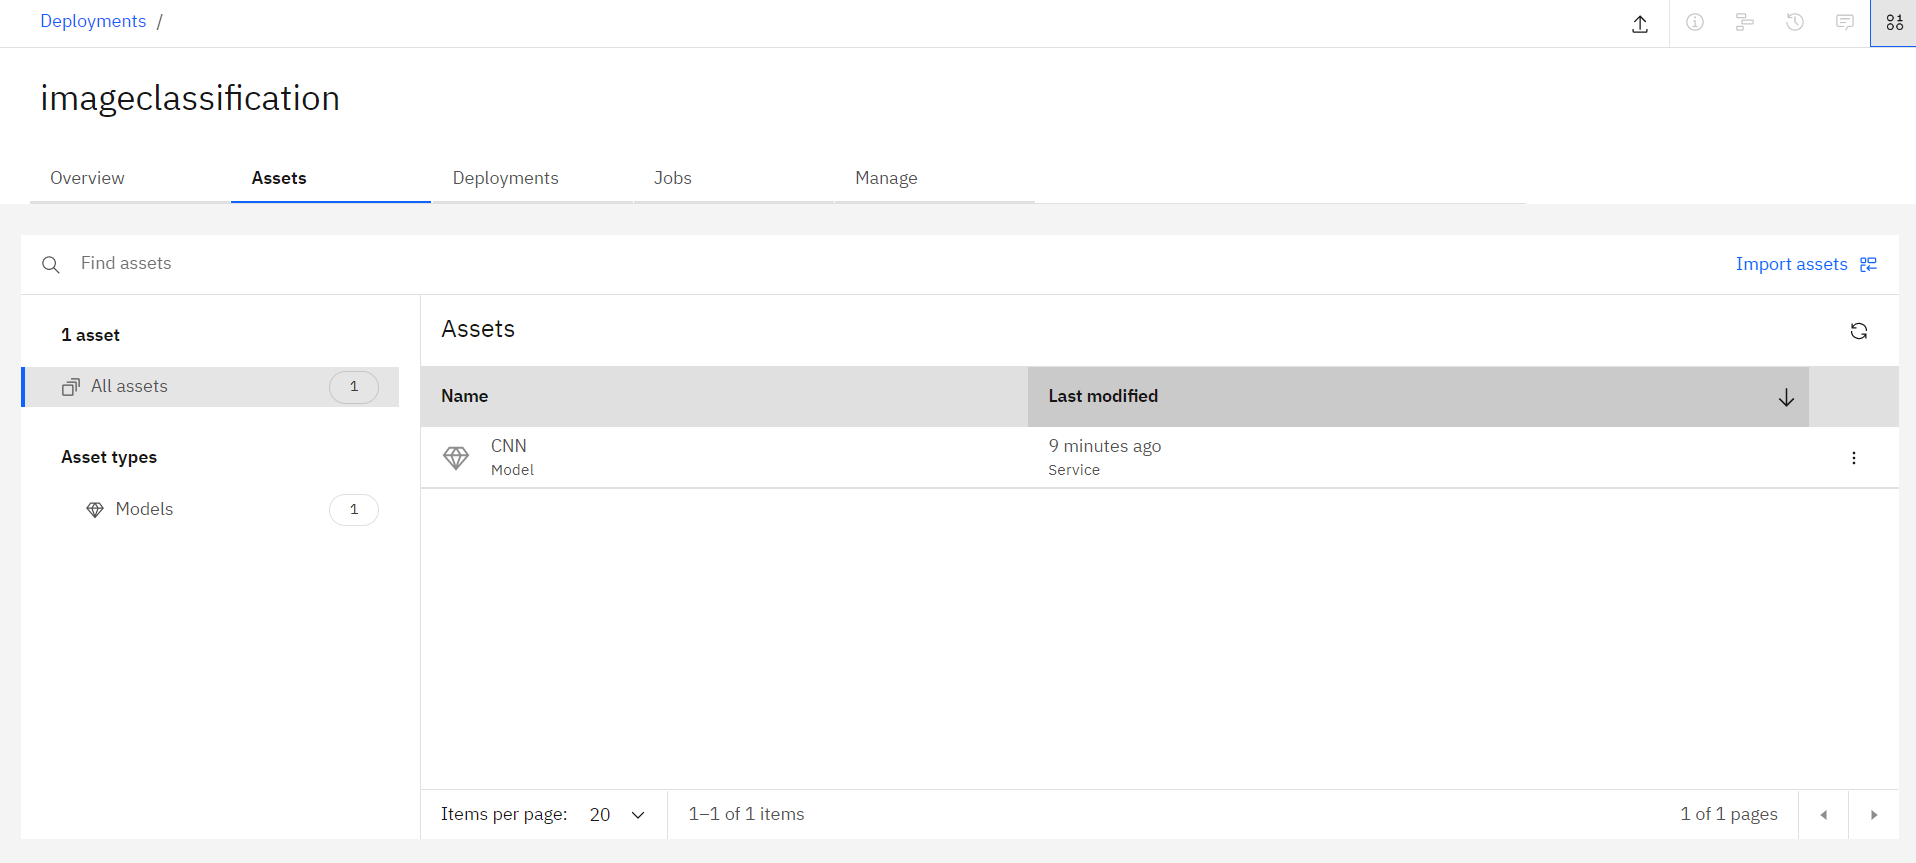 Deployments /
imageclassification
Overview
Assets
Deployments
Jobs
Manage
Find assets
Import assets
1 asset
All assets
1
Asset types
Models
1
Assets
Name
Last modified
CNN
9 minutes ago
Model
Service
Items per page: 20
1–1 of 1 items
1 of 1 pages